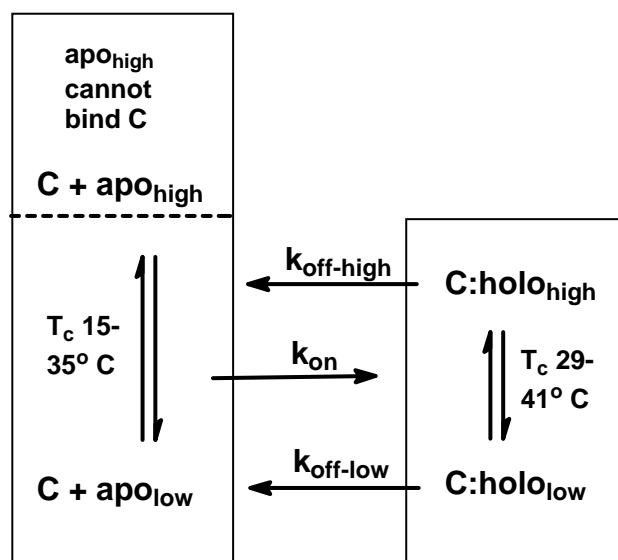 apohigh
cannot
bind C
C + apohigh
koff-high
C:holohigh
Tc 15-
35o C
kon
Tc 29-
41o C
koff-low
C + apolow
C:hololow